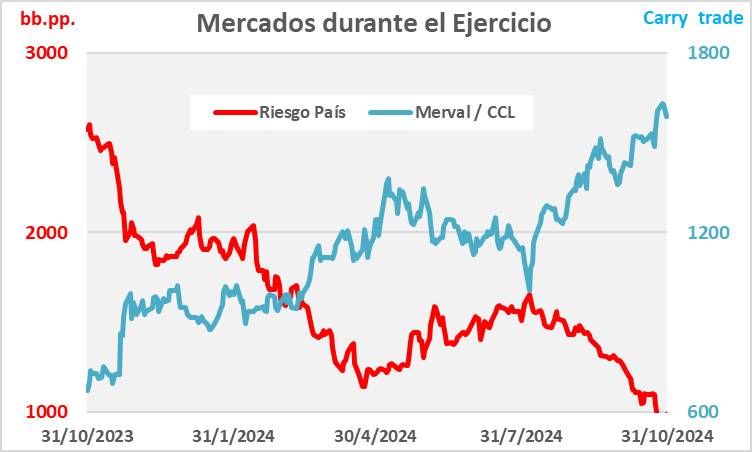 Mercados durante el Ejercicio
bb.pp.
Carry trade
3000
1800
Riesgo País
Merval / CCL
2000
1200
1000
600
31/10/2023
31/1/2024
30/4/2024
31/7/2024
31/10/2024